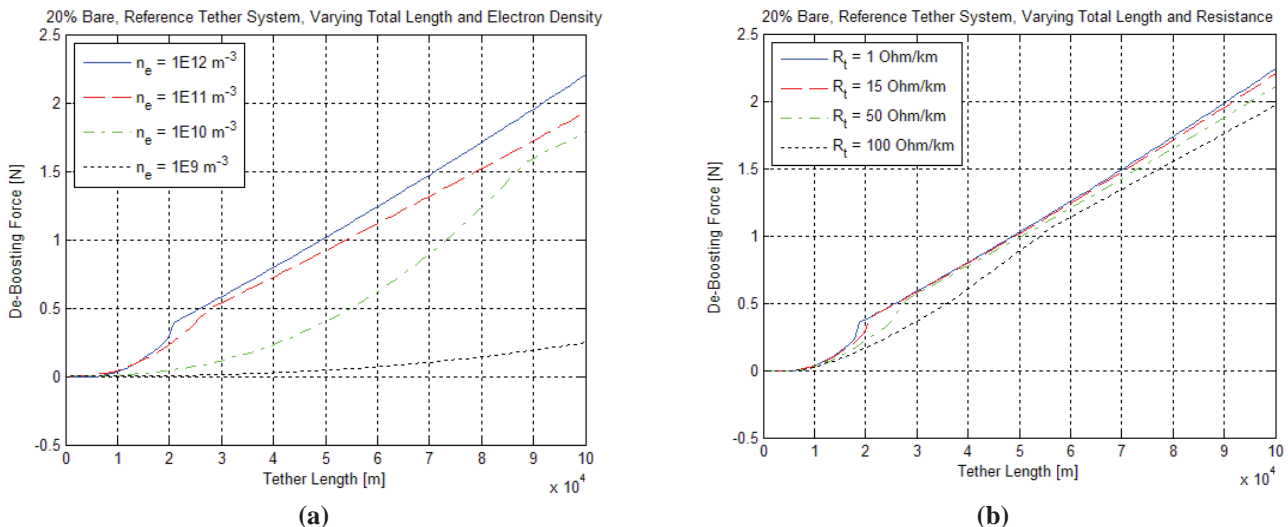 20% Bare, Reference Tether System, Varying Total Length and Electron Density
2.5
2
1.5
1
0.5
0
-0.5
De-Boosting Force [N]
n_e = 1E12 m^-3
n_e = 1E11 m^-3
n_e = 1E10 m^-3
n_e = 1E9 m^-3
0 1 2 3 4 5 6 7 8 9 10
Tether Length [m]
x 10^4
(a)
20% Bare, Reference Tether System, Varying Total Length and Resistance
2.5
2
1.5
1
0.5
0
-0.5
De-Boosting Force [N]
R_t = 1 Ohm/km
R_t = 15 Ohm/km
R_t = 50 Ohm/km
R_t = 100 Ohm/km
0 1 2 3 4 5 6 7 8 9 10
Tether Length [m]
x 10^4
(b)